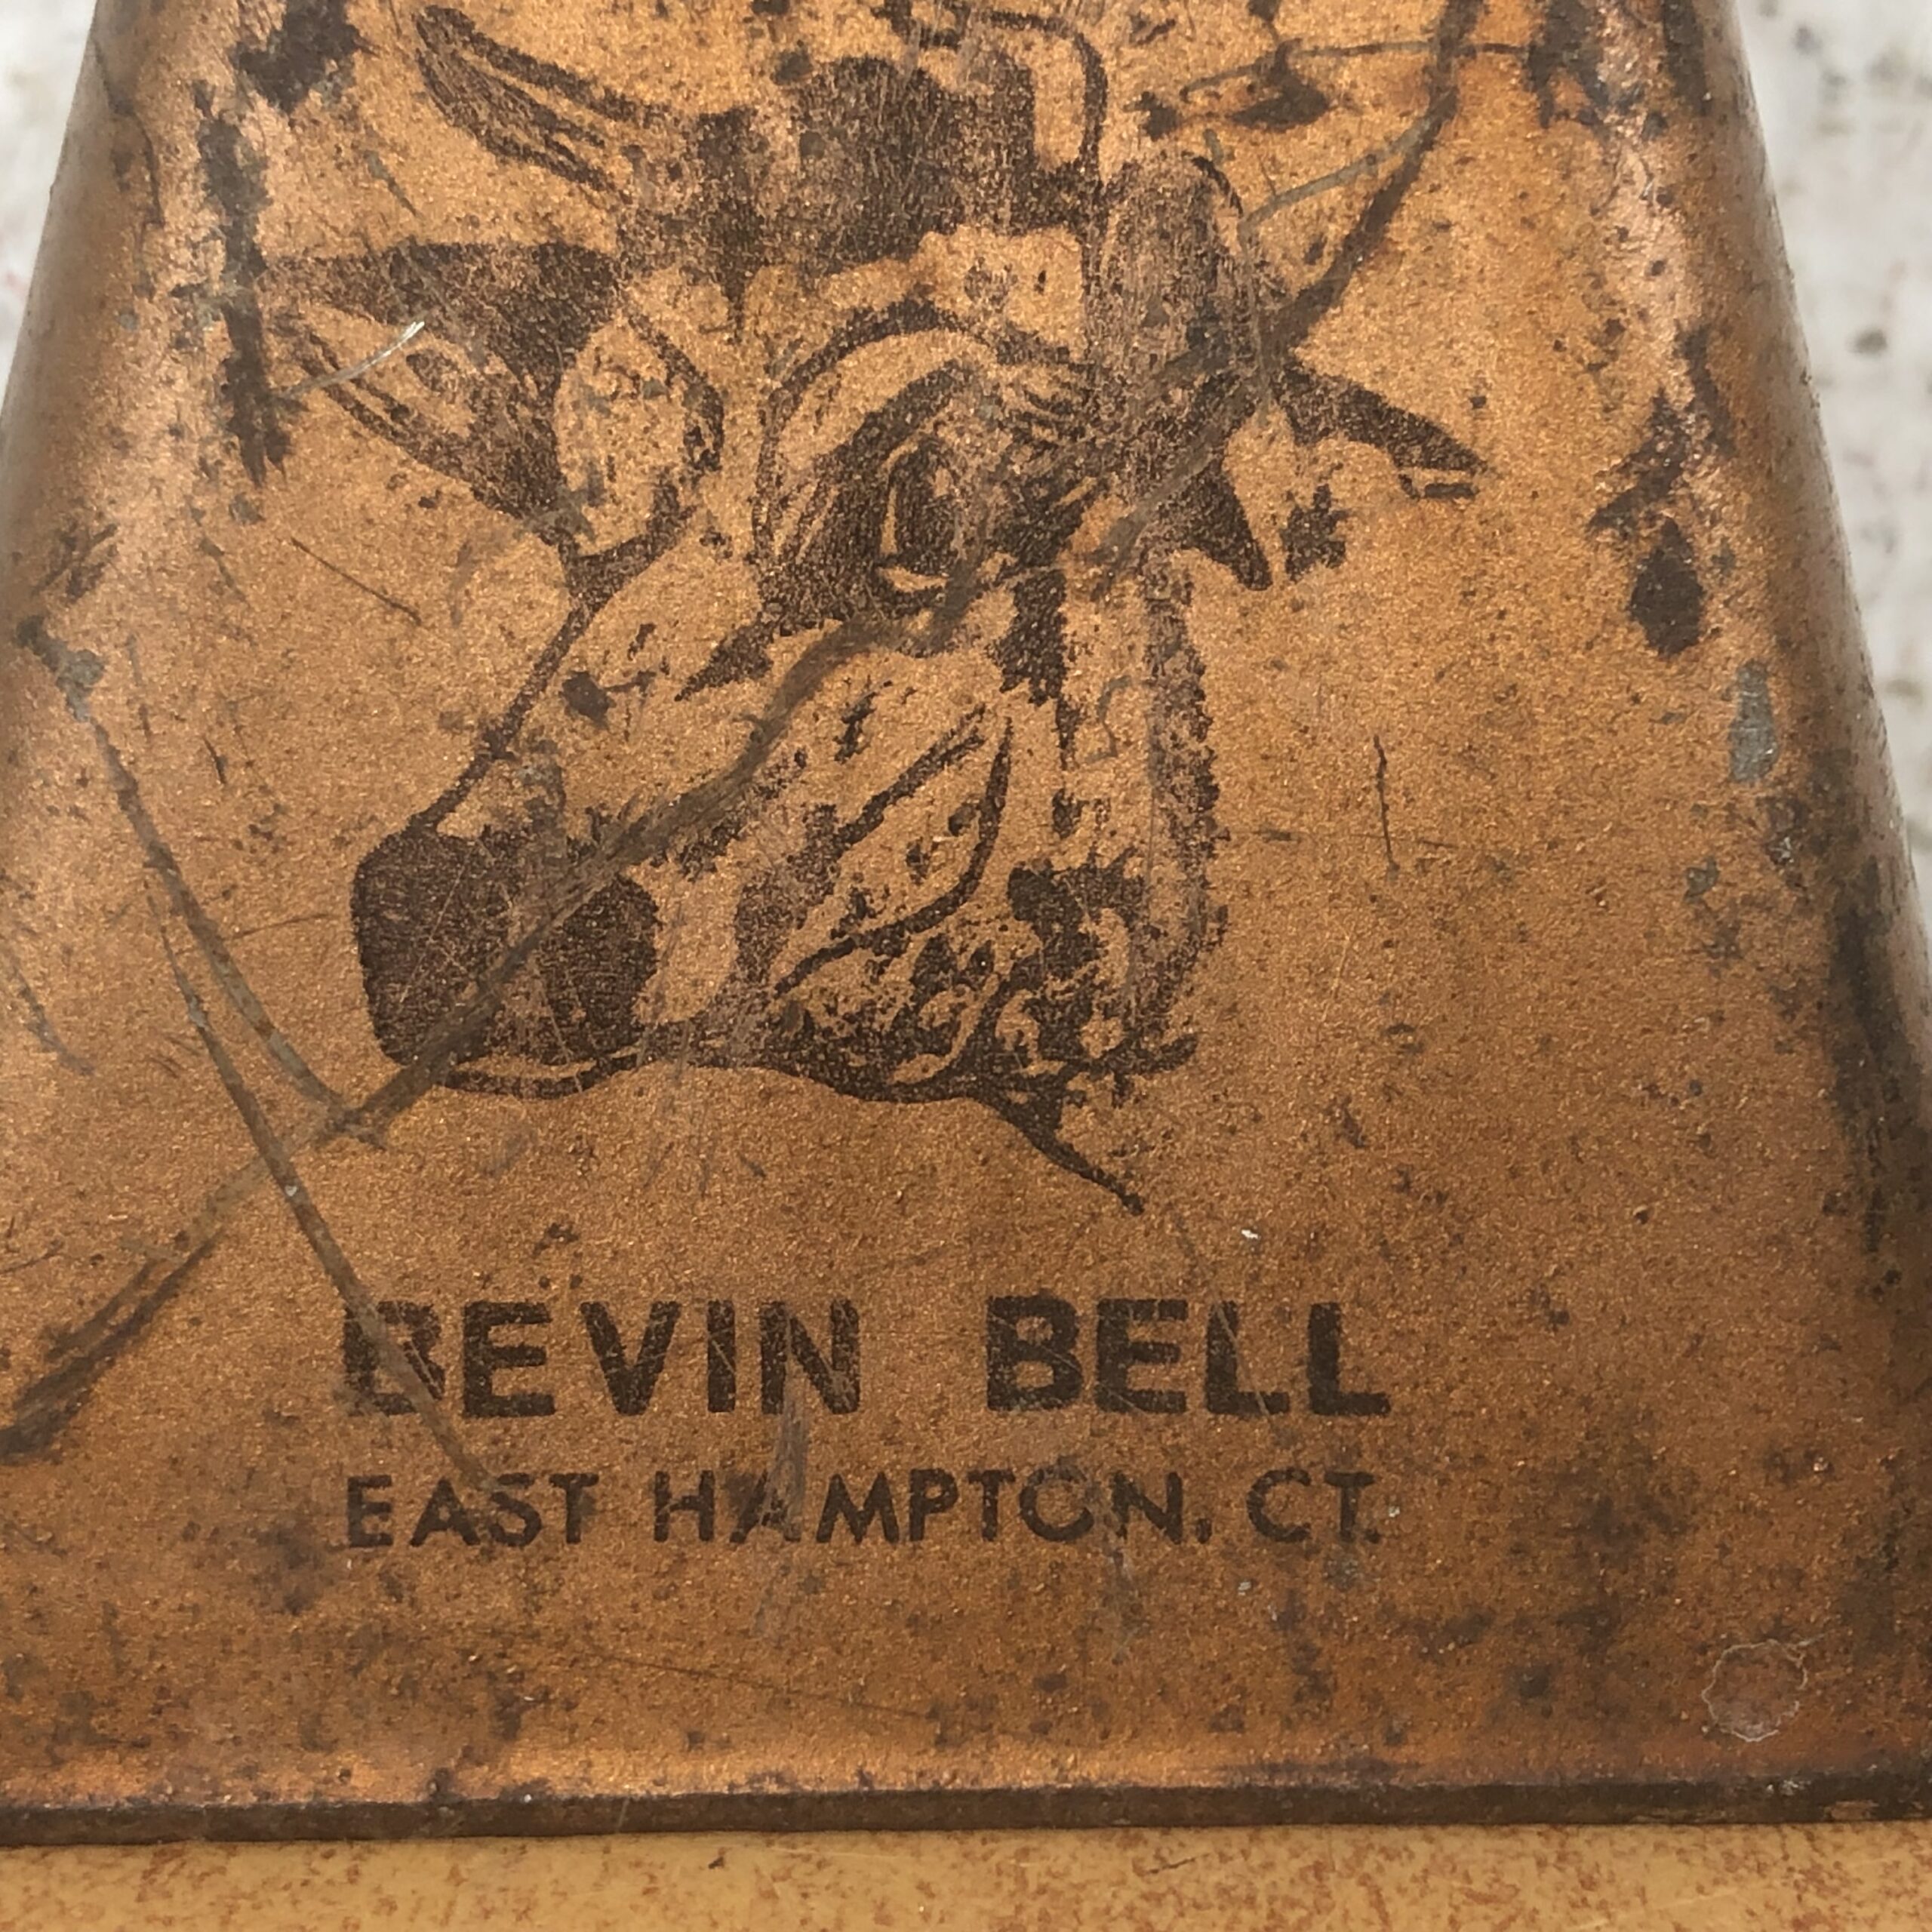 BEVIN BELL
EAST HAMPTON, CT.